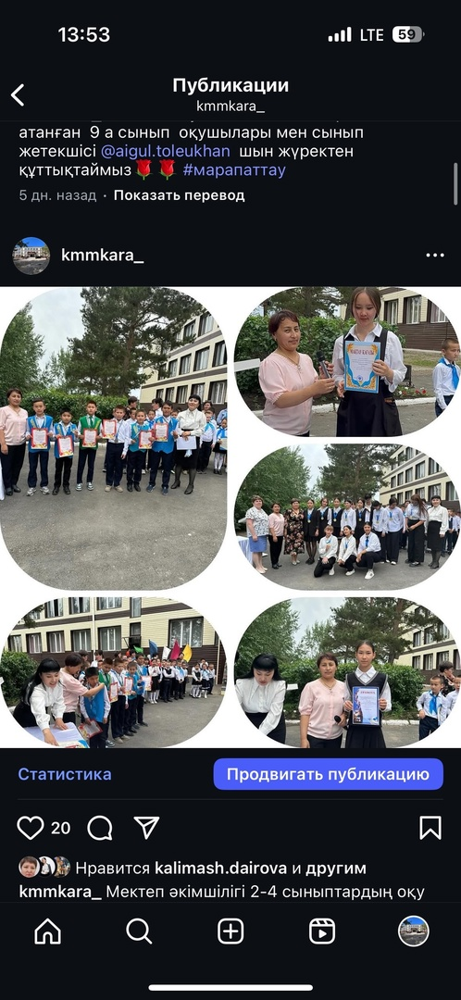 13:53
LTE 59
Публикации
kmmkara_
атанған 9 а сынып оқушылары мен сынып
жетекшісі @aigul.toleukhan шын жүректен
құттықтаймыз🌹🌹 #марапаттау
5 дн. назад · Показать перевод
kmmkara_
МАҚТАУ ҚАҒАЗЫ
Статистика
Продвигать публикацию
20
Нравится kalimash.dairova и другим
kmmkara_ Мектеп әкімшілігі 2-4 сыныптардың оқу